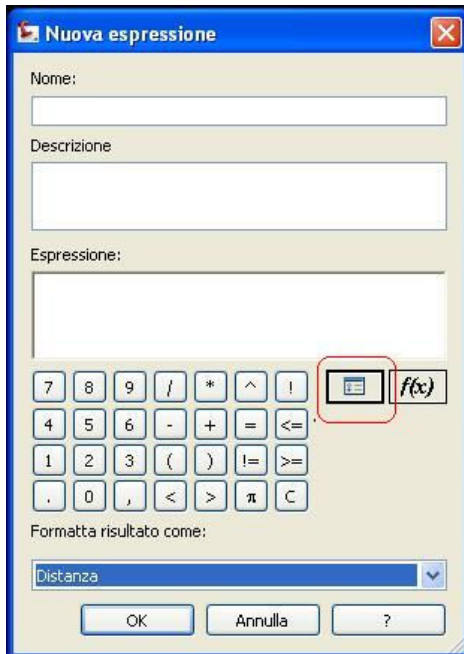 Nuova espressione
Nome:
Descrizione
Espressione:
7 8 9 / * ^ ! f(x)
4 5 6 - + = <=
1 2 3 ( ) != >=
. 0 , < > π C
Formatta risultato come:
Distanza
OK Annulla ?